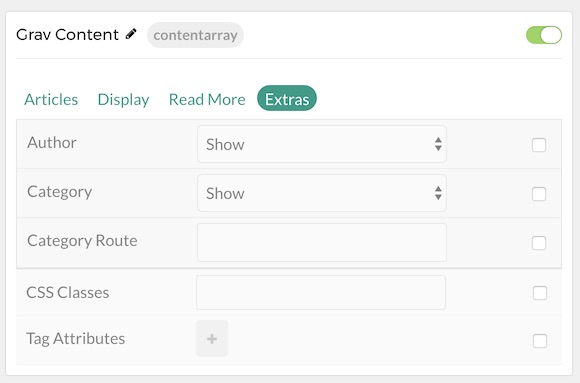 Grav Content contentarray
Articles Display Read More Extras
Author Show
Category Show
Category Route
CSS Classes
Tag Attributes +